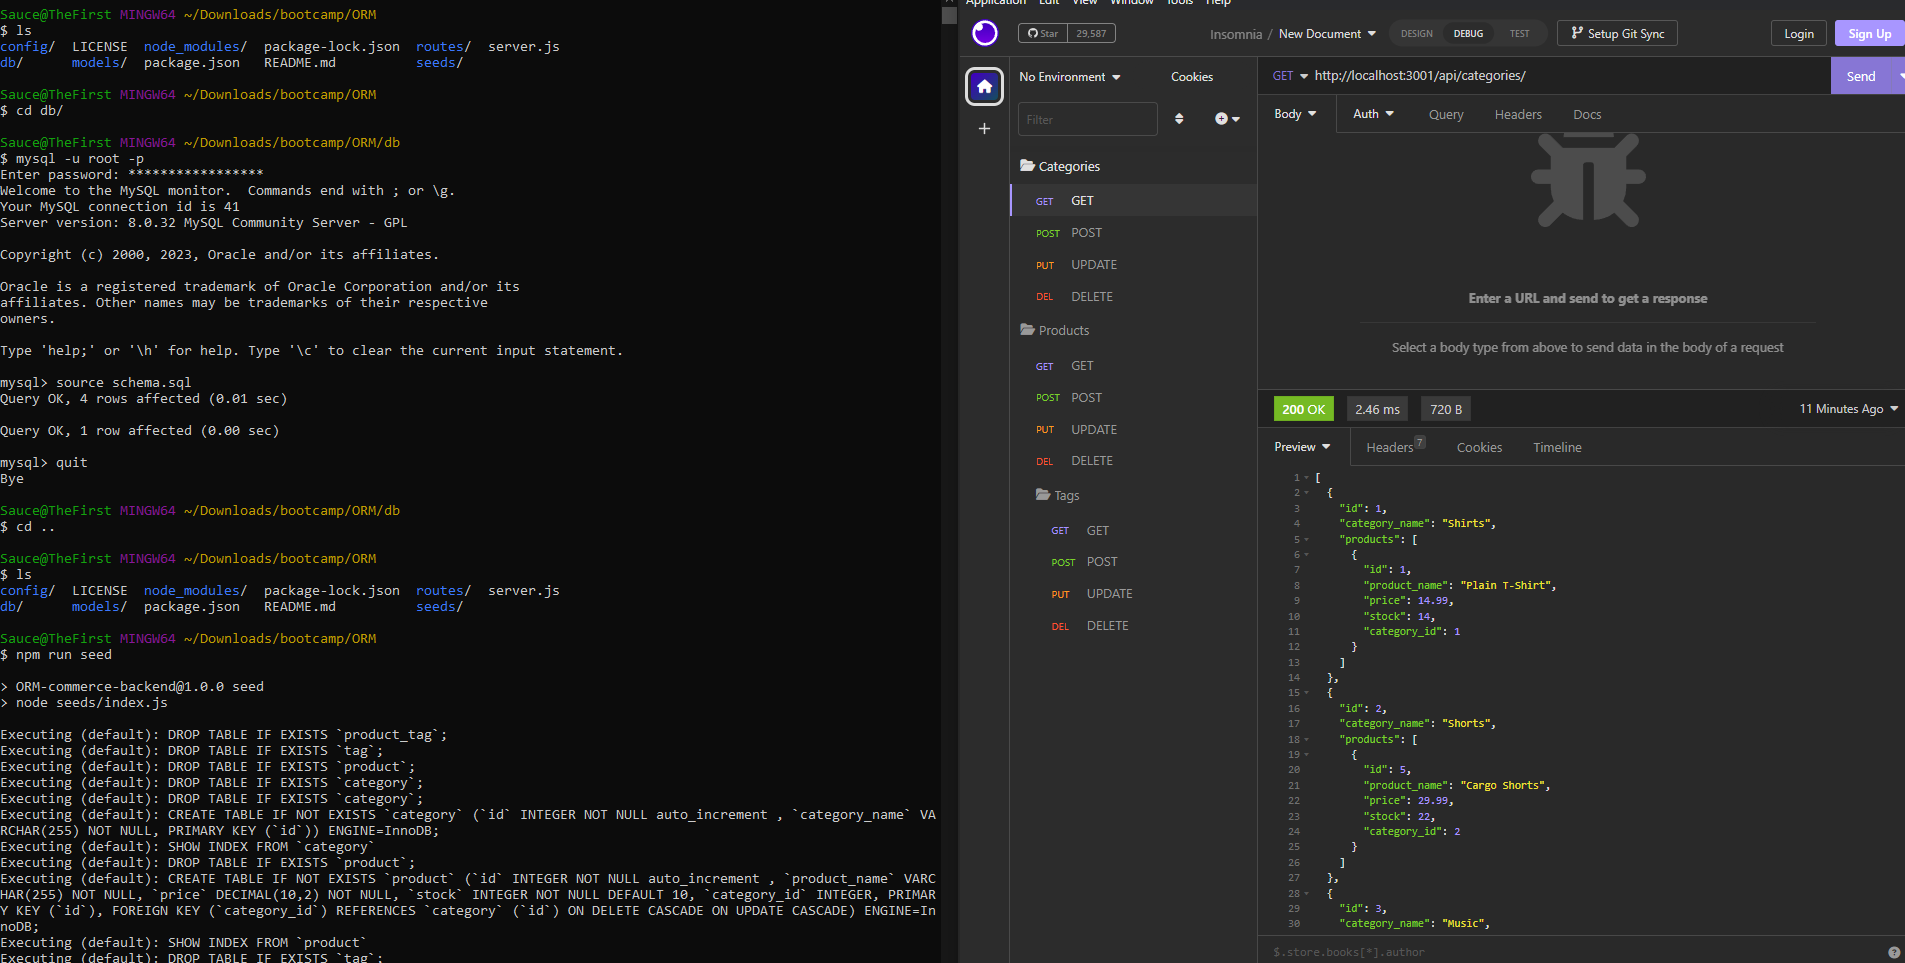 Sauce@TheFirst MINGW64 ~/Downloads/bootcamp/ORM
$ ls
config/  LICENSE  node_modules/  package-lock.json  routes/  server.js
db/      models/  package.json   README.md          seeds/
Sauce@TheFirst MINGW64 ~/Downloads/bootcamp/ORM
$ cd db/
Sauce@TheFirst MINGW64 ~/Downloads/bootcamp/ORM/db
$ mysql -u root -p
Enter password: *****************
Welcome to the MySQL monitor.  Commands end with ; or \g.
Your MySQL connection id is 41
Server version: 8.0.32 MySQL Community Server - GPL
Copyright (c) 2000, 2023, Oracle and/or its affiliates.
Oracle is a registered trademark of Oracle Corporation and/or its
affiliates. Other names may be trademarks of their respective
owners.
Type 'help;' or '\h' for help. Type '\c' to clear the current input statement.
mysql> source schema.sql
Query OK, 4 rows affected (0.01 sec)
Query OK, 1 row affected (0.00 sec)
mysql> quit
Bye
Sauce@TheFirst MINGW64 ~/Downloads/bootcamp/ORM/db
$ cd ..
Sauce@TheFirst MINGW64 ~/Downloads/bootcamp/ORM
$ ls
config/  LICENSE  node_modules/  package-lock.json  routes/  server.js
db/      models/  package.json   README.md          seeds/
Sauce@TheFirst MINGW64 ~/Downloads/bootcamp/ORM
$ npm run seed
> ORM-commerce-backend@1.0.0 seed
> node seeds/index.js
Executing (default): DROP TABLE IF EXISTS `product_tag`;
Executing (default): DROP TABLE IF EXISTS `tag`;
Executing (default): DROP TABLE IF EXISTS `product`;
Executing (default): DROP TABLE IF EXISTS `category`;
Executing (default): DROP TABLE IF EXISTS `category`;
Executing (default): CREATE TABLE IF NOT EXISTS `category` (`id` INTEGER NOT NULL auto_increment , `category_name` VA
RCHAR(255) NOT NULL, PRIMARY KEY (`id`)) ENGINE=InnoDB;
Executing (default): SHOW INDEX FROM `category`
Executing (default): DROP TABLE IF EXISTS `product`;
Executing (default): CREATE TABLE IF NOT EXISTS `product` (`id` INTEGER NOT NULL auto_increment , `product_name` VARC
HAR(255) NOT NULL, `price` DECIMAL(10,2) NOT NULL, `stock` INTEGER NOT NULL DEFAULT 10, `category_id` INTEGER, PRIMAR
Y KEY (`id`), FOREIGN KEY (`category_id`) REFERENCES `category` (`id`) ON DELETE CASCADE ON UPDATE CASCADE) ENGINE=In
noDB;
Executing (default): SHOW INDEX FROM `product`
Executing (default): DROP TABLE IF EXISTS `tag`;
Application Edit View Window Tools Help
Star 29,587
Insomnia / New Document
DESIGN DEBUG TEST
Setup Git Sync
Login
Sign Up
No Environment
Cookies
Filter
Categories
GET GET
POST POST
PUT UPDATE
DEL DELETE
Products
GET GET
POST POST
PUT UPDATE
DEL DELETE
Tags
GET GET
POST POST
PUT UPDATE
DEL DELETE
GET http://localhost:3001/api/categories/
Send
Body Auth Query Headers Docs
Enter a URL and send to get a response
Select a body type from above to send data in the body of a request
200 OK 2.46 ms 720 B 11 Minutes Ago
Preview Headers 7 Cookies Timeline
1 [
2 {
3 "id": 1,
4 "category_name": "Shirts",
5 "products": [
6 {
7 "id": 1,
8 "product_name": "Plain T-Shirt",
9 "price": 14.99,
10 "stock": 14,
11 "category_id": 1
12 }
13 ]
14 },
15 {
16 "id": 2,
17 "category_name": "Shorts",
18 "products": [
19 {
20 "id": 5,
21 "product_name": "Cargo Shorts",
22 "price": 29.99,
23 "stock": 22,
24 "category_id": 2
25 }
26 ]
27 },
28 {
29 "id": 3,
30 "category_name": "Music",
$.store.books[*].author
?